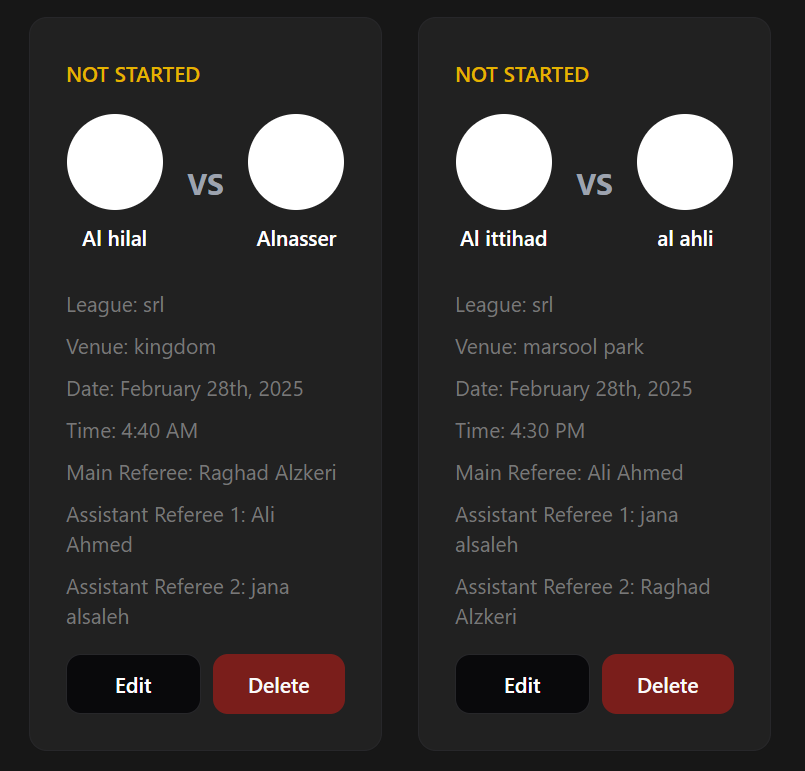 NOT STARTED
VS
Al hilal
Alnasser
League: srl
Venue: kingdom
Date: February 28th, 2025
Time: 4:40 AM
Main Referee: Raghad Alzkeri
Assistant Referee 1: Ali
Ahmed
Assistant Referee 2: jana
alsaleh
Edit
Delete
NOT STARTED
VS
Al ittihad
al ahli
League: srl
Venue: marsool park
Date: February 28th, 2025
Time: 4:30 PM
Main Referee: Ali Ahmed
Assistant Referee 1: jana
alsaleh
Assistant Referee 2: Raghad
Alzkeri
Edit
Delete